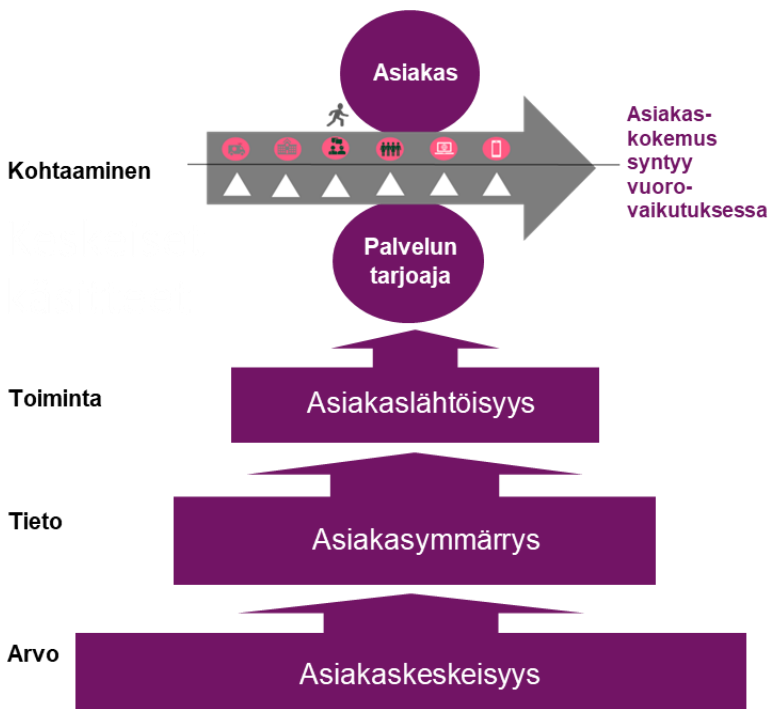 Asiakas
Asiakas-
kokemus
syntyy
vuoro-
vaikutuksessa
Kohtaaminen
Palvelun
tarjoaja
Toiminta
Asiakaslähtöisyys
Tieto
Asiakasymmärrys
Arvo
Asiakaskeskeisyys